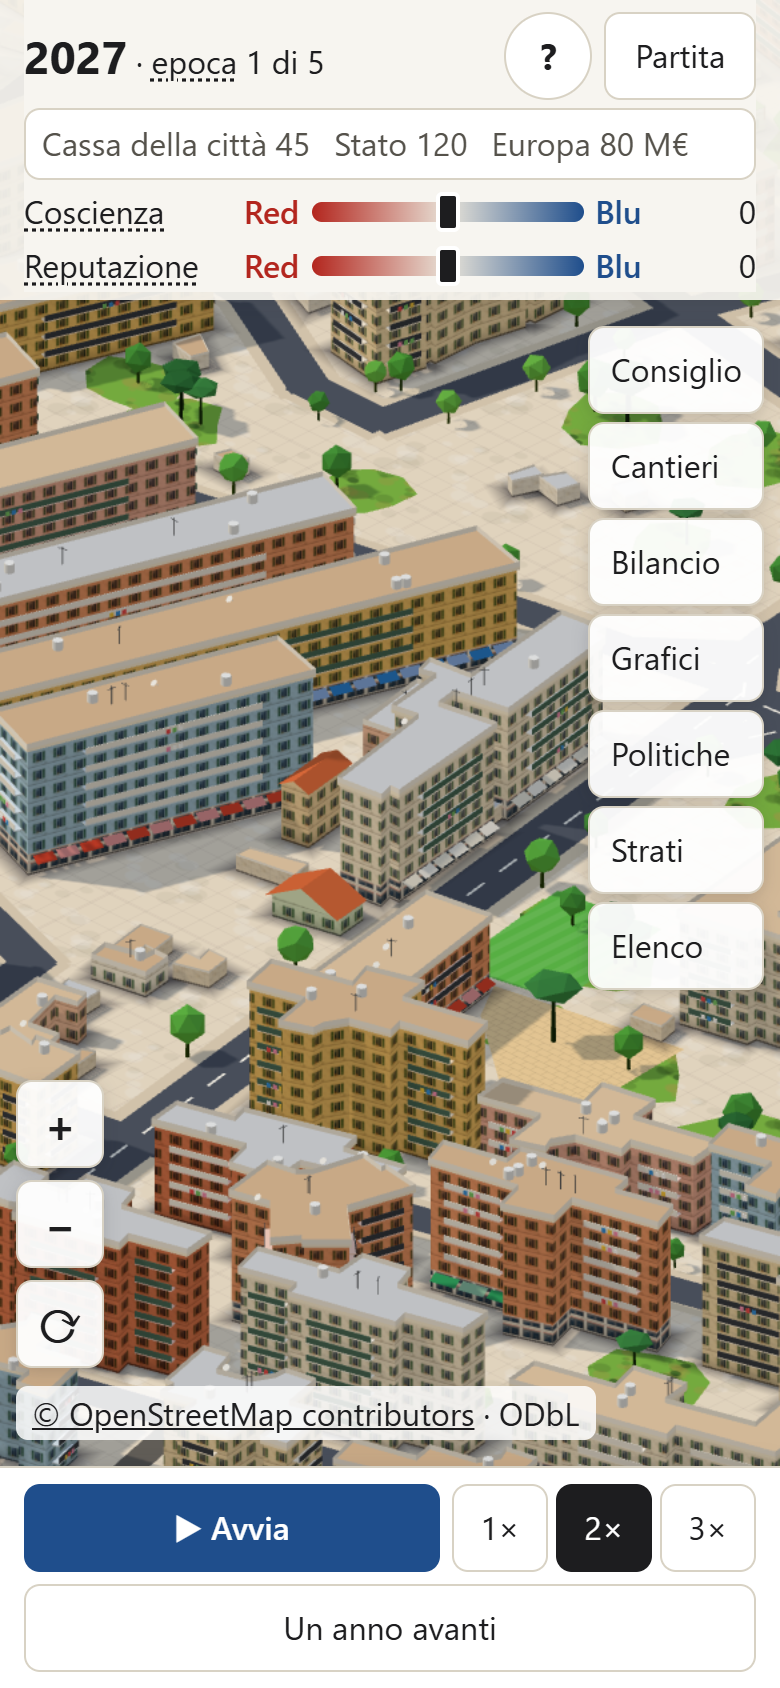 2027 · epoca 1 di 5
?
Partita
Cassa della città 45 Stato 120 Europa 80 M€
Coscienza Red Blu 0
Reputazione Red Blu 0
Consiglio
Cantieri
Bilancio
Grafici
Politiche
Strati
Elenco
+
−
© OpenStreetMap contributors · ODbL
▶ Avvia
1×
2×
3×
Un anno avanti